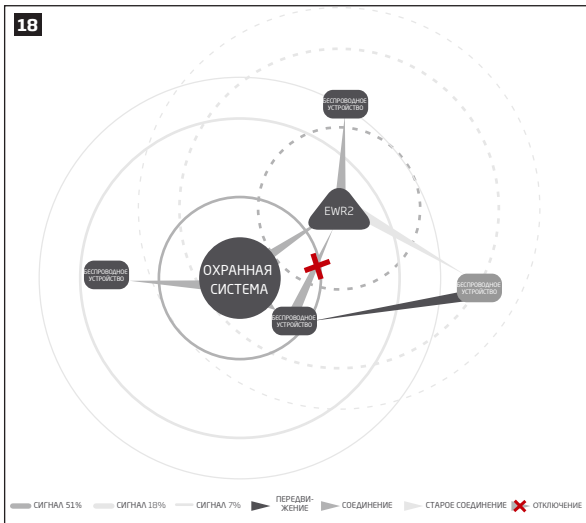 18
БЕСПРОВОДНОЕ
УСТРОЙСТВО
EWR2
БЕСПРОВОДНОЕ
УСТРОЙСТВО
ОХРАННАЯ
СИСТЕМА
БЕСПРОВОДНОЕ
УСТРОЙСТВО
БЕСПРОВОДНОЕ
УСТРОЙСТВО
СИГНАЛ 51%
СИГНАЛ 18%
СИГНАЛ 7%
ПЕРЕДВИ-
ЖЕНИЕ
СОЕДИНЕНИЕ
СТАРОЕ СОЕДИНЕНИЕ
ОТКЛЮЧЕНИЕ